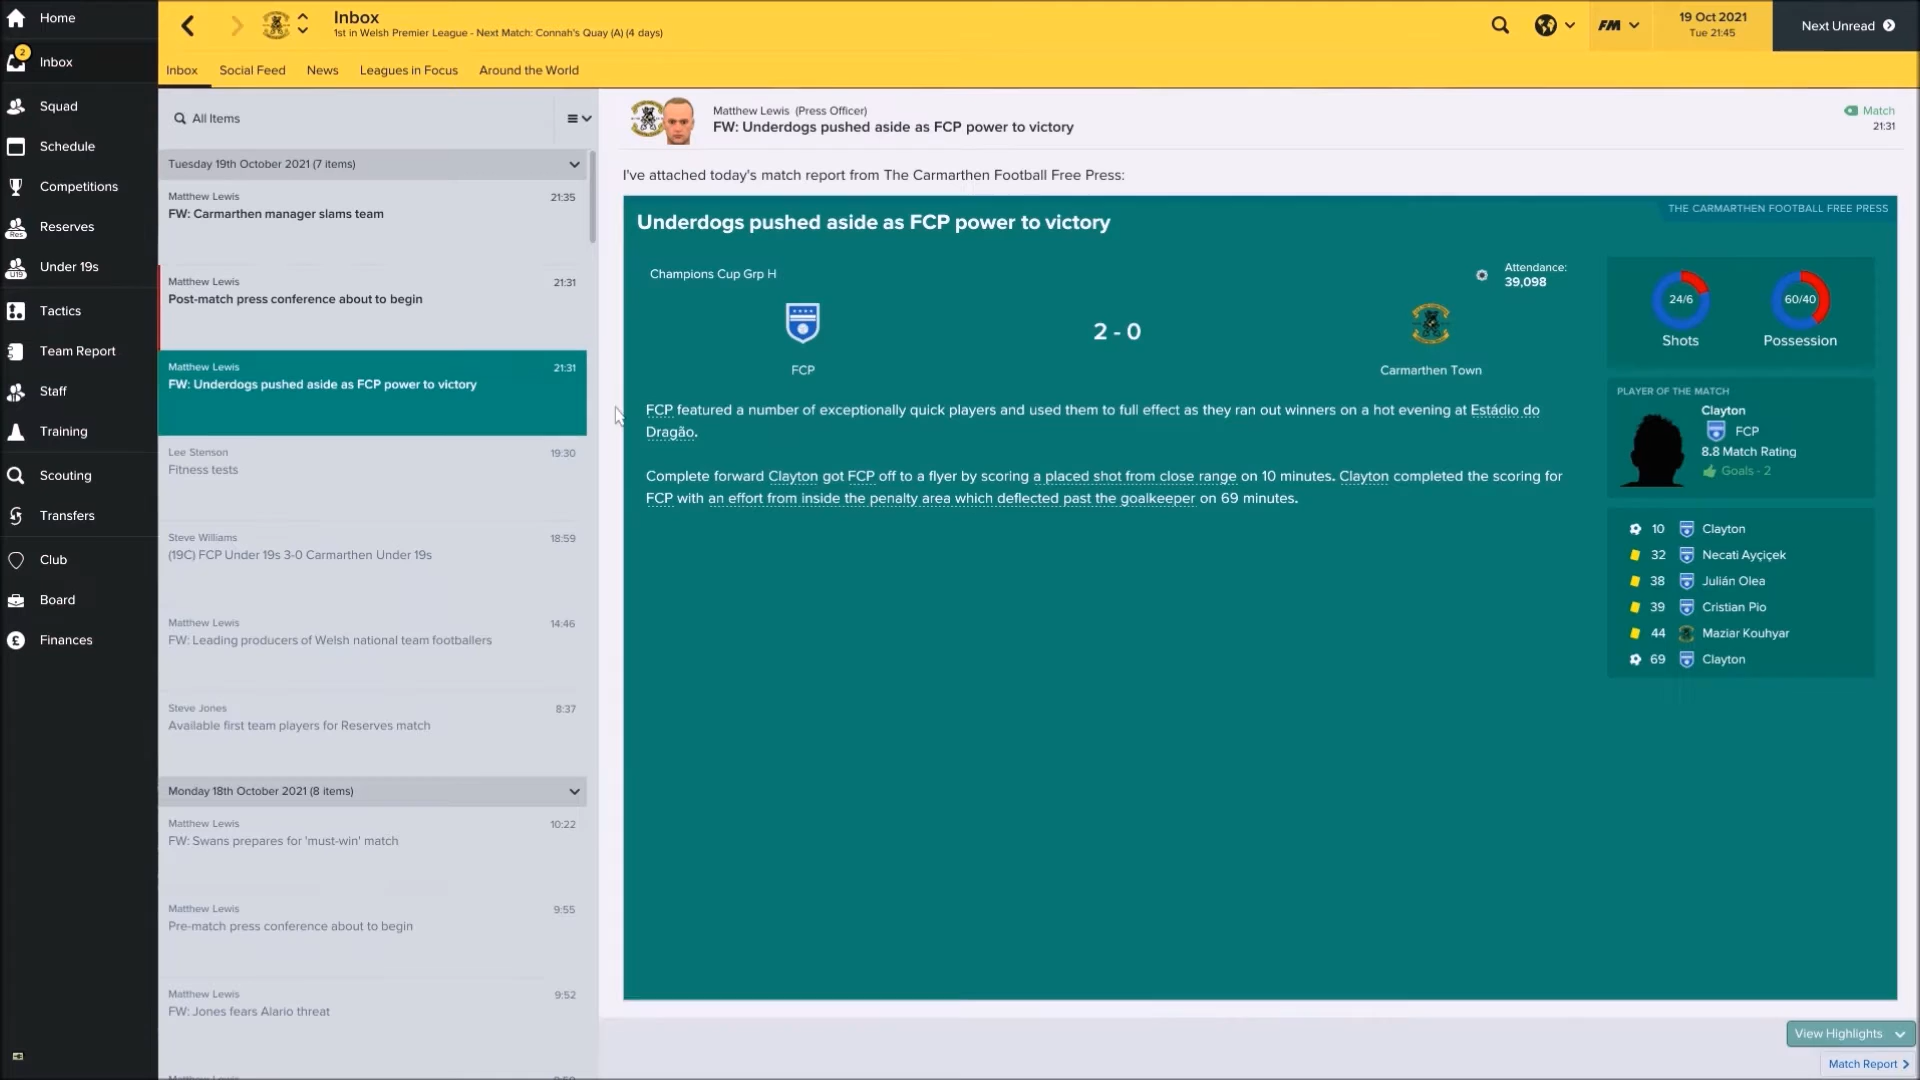 Home
2
Inbox
Squad
Schedule
Competitions
Res
Reserves
U19
Under 19s
Tactics
Team Report
Staff
Training
Scouting
Transfers
Club
Board
£
Finances
Inbox
1st in Welsh Premier League - Next Match: Connah's Quay (A) (4 days)
FM
19 Oct 2021
Tue 21:45
Next Unread
Inbox
Social Feed
News
Leagues in Focus
Around the World
All Items
Tuesday 19th October 2021 (7 items)
Matthew Lewis 21:35
FW: Carmarthen manager slams team
Matthew Lewis 21:31
Post-match press conference about to begin
Matthew Lewis 21:31
FW: Underdogs pushed aside as FCP power to victory
Lee Stenson 19:30
Fitness tests
Steve Williams 18:59
(19C) FCP Under 19s 3-0 Carmarthen Under 19s
Matthew Lewis 14:46
FW: Leading producers of Welsh national team footballers
Steve Jones 8:37
Available first team players for Reserves match
Monday 18th October 2021 (8 items)
Matthew Lewis 10:22
FW: Swans prepares for 'must-win' match
Matthew Lewis 9:55
Pre-match press conference about to begin
Matthew Lewis 9:52
FW: Jones fears Alario threat
Matthew Lewis (Press Officer)
FW: Underdogs pushed aside as FCP power to victory
Match
21:31
I've attached today's match report from The Carmarthen Football Free Press:
THE CARMARTHEN FOOTBALL FREE PRESS
Underdogs pushed aside as FCP power to victory
Champions Cup Grp H
Attendance:
39,098
2 - 0
FCP
Carmarthen Town
FCP featured a number of exceptionally quick players and used them to full effect as they ran out winners on a hot evening at Estádio do
Dragão.
Complete forward Clayton got FCP off to a flyer by scoring a placed shot from close range on 10 minutes. Clayton completed the scoring for
FCP with an effort from inside the penalty area which deflected past the goalkeeper on 69 minutes.
24/6
Shots
60/40
Possession
PLAYER OF THE MATCH
Clayton
FCP
8.8 Match Rating
Goals - 2
10 Clayton
32 Necati Ayçiçek
38 Julián Olea
39 Cristian Pio
44 Maziar Kouhyar
69 Clayton
View Highlights
Match Report